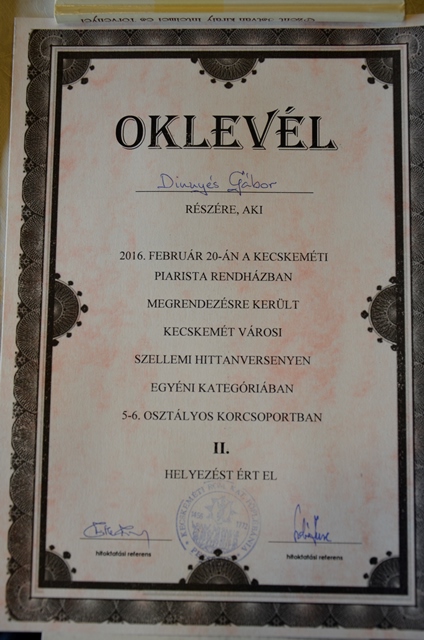 OKLEVÉL
Dinnyés Gábor
RÉSZÉRE, AKI
2016. FEBRUÁR 20-ÁN A KECSKEMÉTI
PIARISTA RENDHÁZBAN
MEGRENDEZÉSRE KERÜLT
KECSKEMÉT VÁROSI
SZELLEMI HITTANVERSENYEN
EGYÉNI KATEGÓRIÁBAN
5-6. OSZTÁLYOS KORCSOPORTBAN
II.
HELYEZÉST ÉRT EL
hitoktatási referens
hitoktatási referens